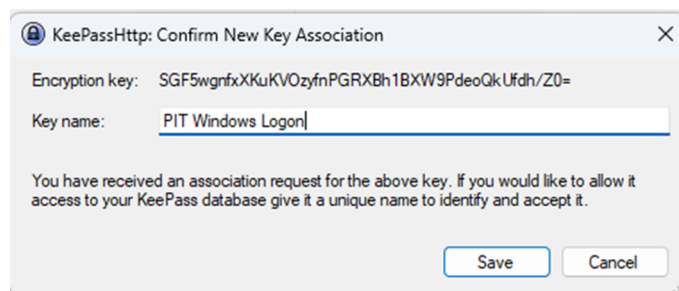 KeePassHttp: Confirm New Key Association
Encryption key: SGF5wgnfxXKuKVOzyfnPGRXBh1BXW9PdeoQkUfdh/Z0=
Key name: PIT Windows Logon
You have received an association request for the above key. If you would like to allow it
access to your KeePass database give it a unique name to identify and accept it.
Save Cancel